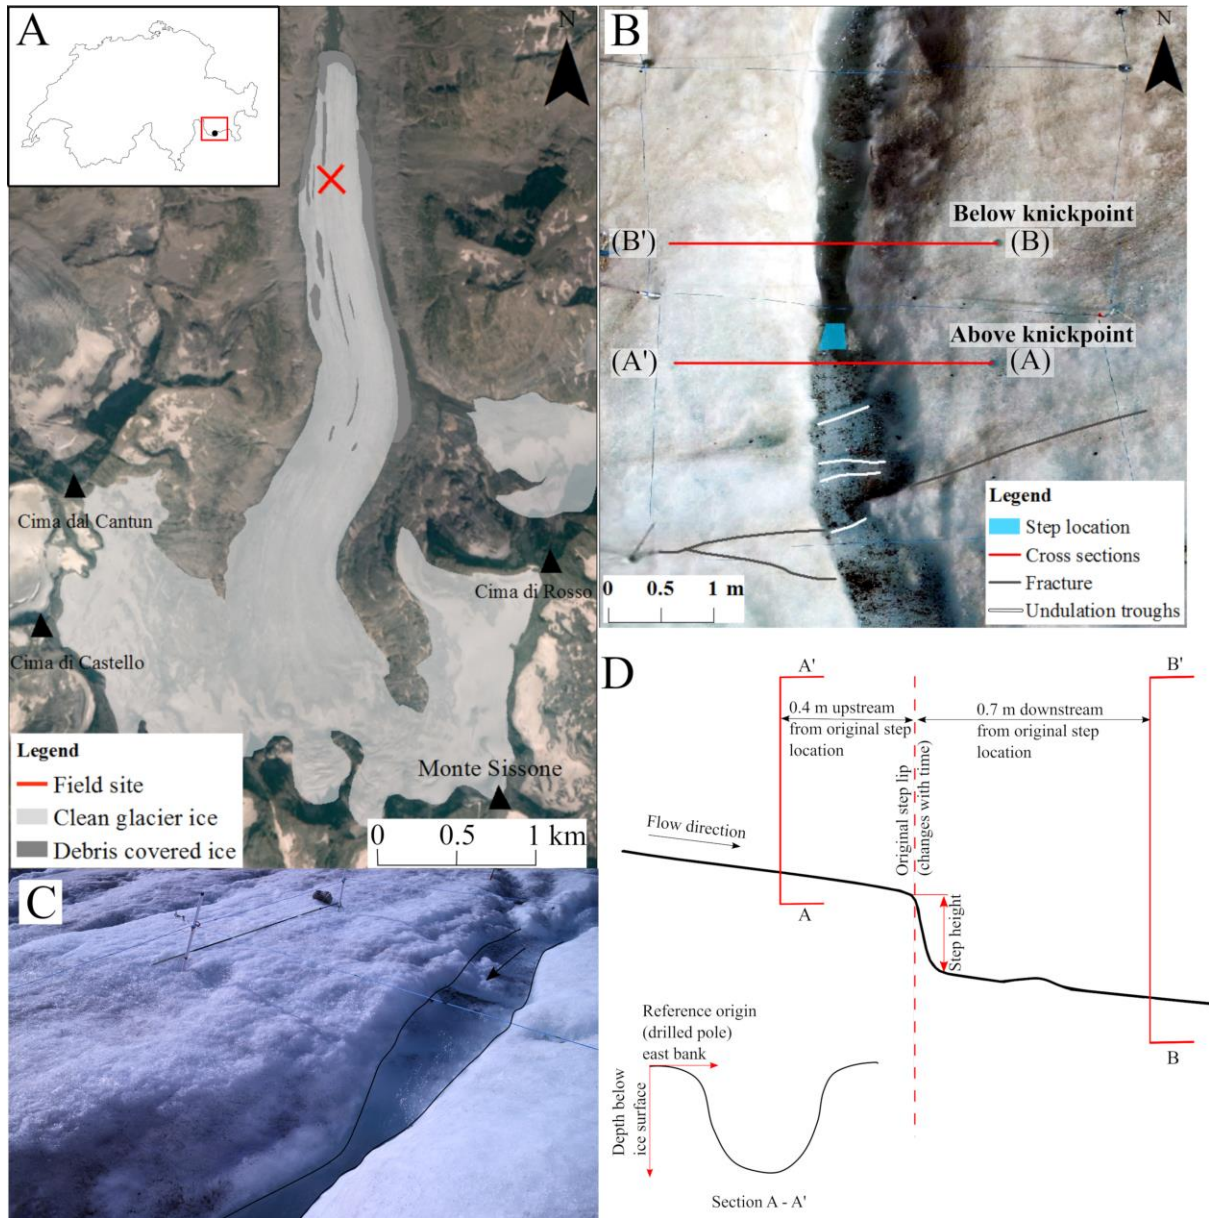 A
N
Cima dal Cantun
Cima di Rosso
Cima di Castello
Monte Sissone
Legend
Field site
Clean glacier ice
Debris covered ice
0 0.5 1 km
B
N
Below knickpoint
(B') (B)
Above knickpoint
(A') (A)
Legend
Step location
Cross sections
Fracture
Undulation troughs
0 0.5 1 m
C
D
A' B'
0.4 m upstream
from original step
location
0.7 m downstream
from original step
location
Original step lip
(changes with time)
Flow direction
Step height
A
B
Reference origin
(drilled pole)
east bank
Depth below
ice surface
Section A - A'